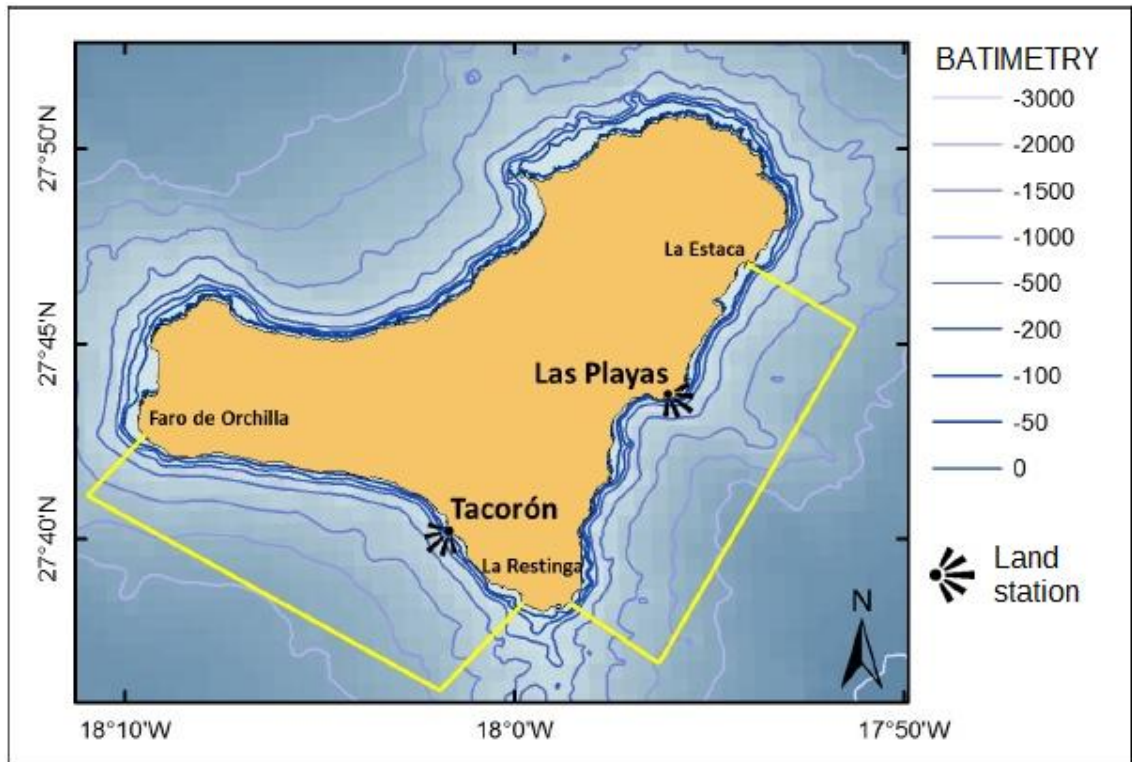 BATIMETRY
-3000
-2000
-1500
-1000
-500
-200
-100
-50
0
Land
station
27°50'N
27°45'N
27°40'N
La Estaca
Las Playas
Faro de Orchilla
Tacorón
La Restinga
N
18°10'W
18°0'W
17°50'W